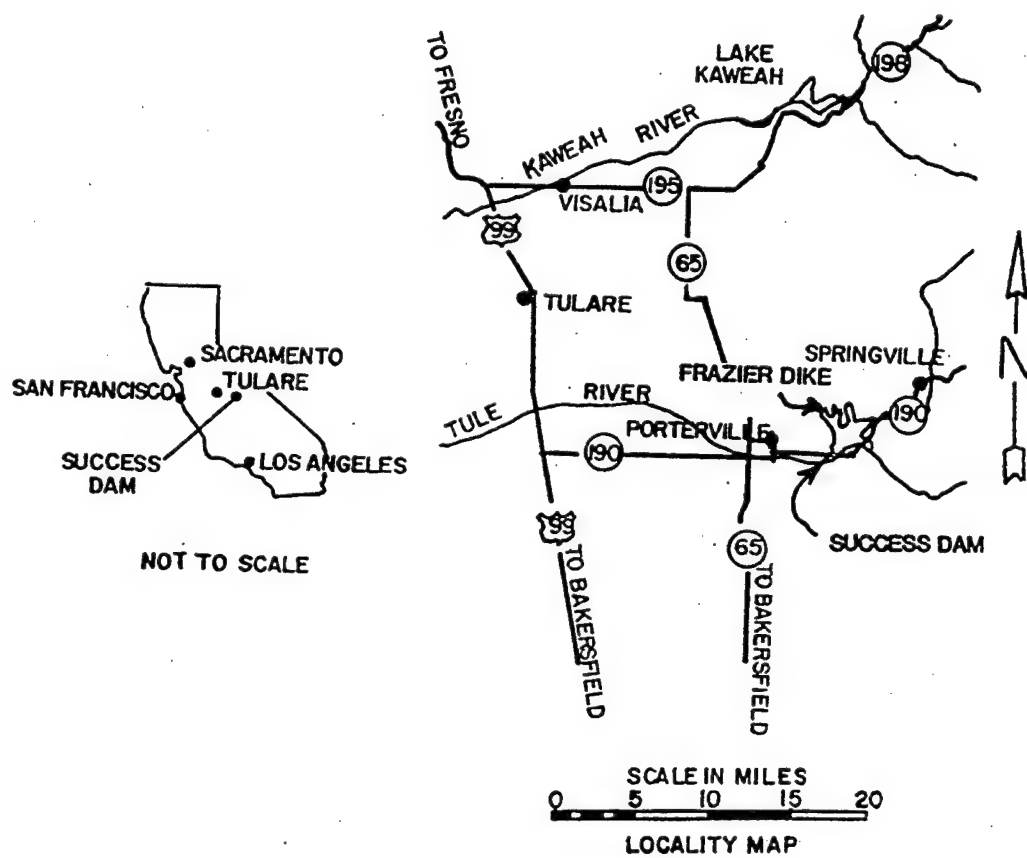 TO FRESNO
LAKE
KAWEAH
198
KAWEAH RIVER
VISALIA
195
99
65
TULARE
SPRINGVILLE
FRAZIER DIKE
190
TULE RIVER
PORTERVILLE
190
SUCCESS DAM
99
TO BAKERSFIELD
65
TO BAKERSFIELD
N
SACRAMENTO
SAN FRANCISCO
TULARE
SUCCESS
DAM
LOS ANGELES
NOT TO SCALE
SCALE IN MILES
0 5 10 15 20
LOCALITY MAP